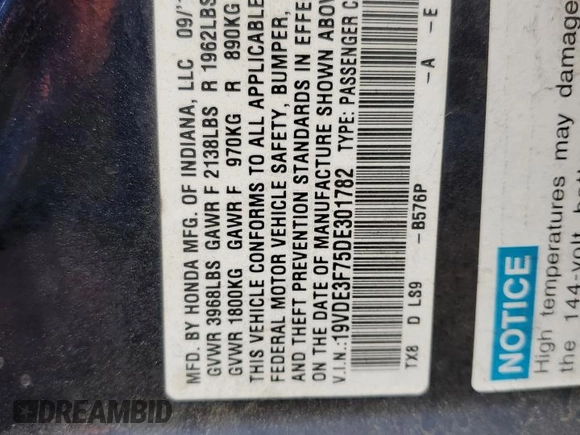 MFD. BY HONDA MFG. OF INDIANA, LLC 09/
GVWR 3968LBS GAWR F 2138LBS R 1962LBS
GVWR 1800KG GAWR F 970KG R 890KG
THIS VEHICLE CONFORMS TO ALL APPLICABLE
FEDERAL MOTOR VEHICLE SAFETY, BUMPER,
AND THEFT PREVENTION STANDARDS IN EFFE
ON THE DATE OF MANUFACTURE SHOWN ABOV
V.I.N.:19VDE3F75DE301782 TYPE: PASSENGER C
TX8 D LS9 -B576P -A -E
NOTICE
High temperatures may damage
the 144-volt
DREAMBID